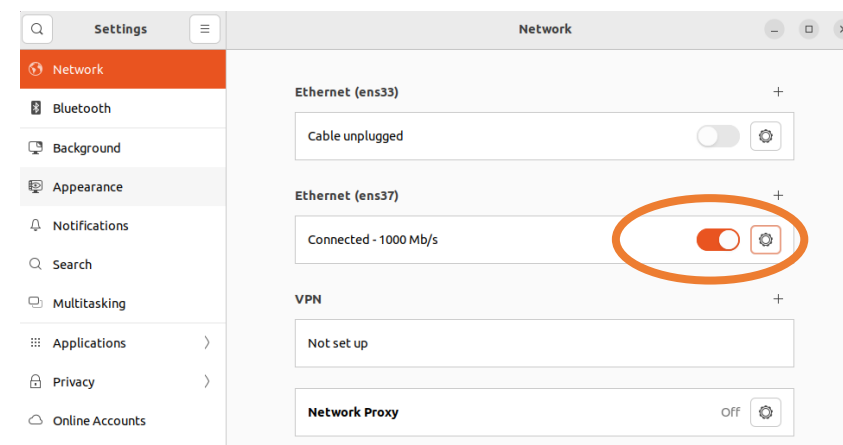 Settings
Network
Network
Bluetooth
Background
Appearance
Notifications
Search
Multitasking
Applications
Privacy
Online Accounts
Ethernet (ens33)
Cable unplugged
Ethernet (ens37)
Connected - 1000 Mb/s
VPN
Not set up
Network Proxy
Off